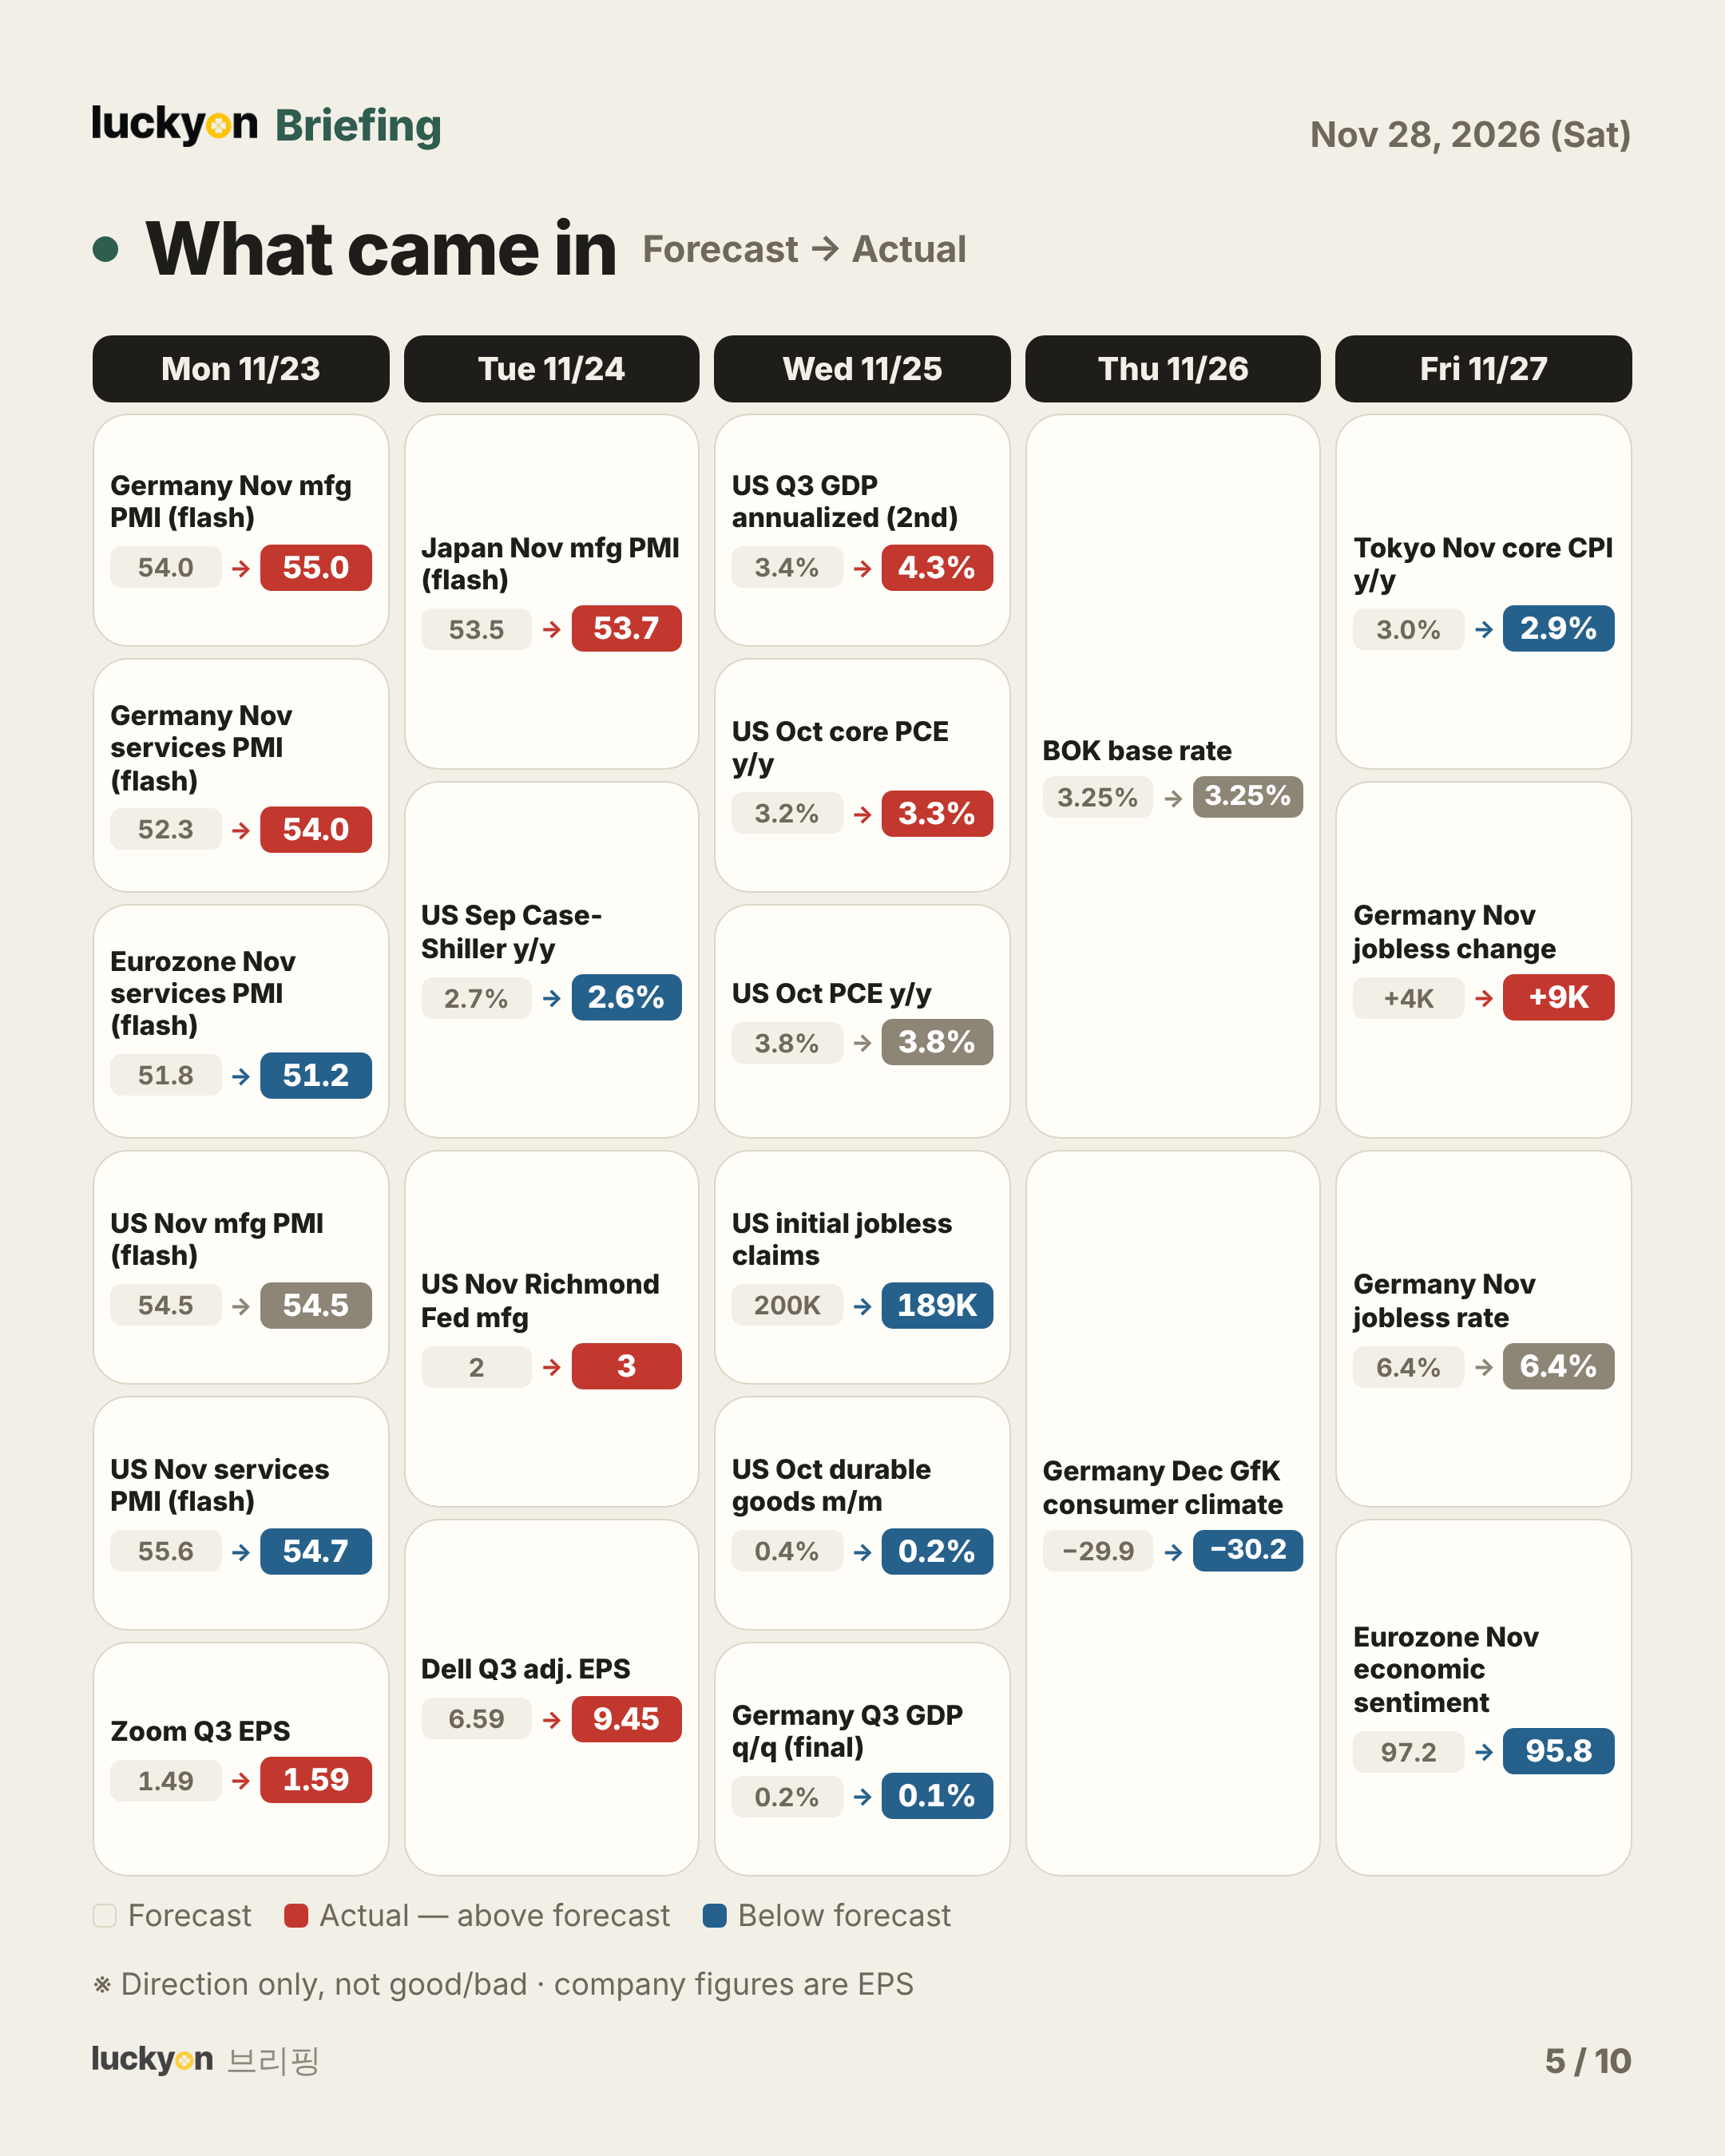 luckyon Briefing
Nov 28, 2026 (Sat)
What came in Forecast → Actual
Mon 11/23
Germany Nov mfg
PMI (flash)
54.0 → 55.0
Germany Nov
services PMI
(flash)
52.3 → 54.0
Eurozone Nov
services PMI
(flash)
51.8 → 51.2
US Nov mfg PMI
(flash)
54.5 → 54.5
US Nov services
PMI (flash)
55.6 → 54.7
Zoom Q3 EPS
1.49 → 1.59
Tue 11/24
Japan Nov mfg PMI
(flash)
53.5 → 53.7
US Sep Case-
Shiller y/y
2.7% → 2.6%
US Nov Richmond
Fed mfg
2 → 3
Dell Q3 adj. EPS
6.59 → 9.45
Wed 11/25
US Q3 GDP
annualized (2nd)
3.4% → 4.3%
US Oct core PCE
y/y
3.2% → 3.3%
US Oct PCE y/y
3.8% → 3.8%
US initial jobless
claims
200K → 189K
US Oct durable
goods m/m
0.4% → 0.2%
Germany Q3 GDP
q/q (final)
0.2% → 0.1%
Thu 11/26
BOK base rate
3.25% → 3.25%
Germany Dec GfK
consumer climate
−29.9 → −30.2
Fri 11/27
Tokyo Nov core CPI
y/y
3.0% → 2.9%
Germany Nov
jobless change
+4K → +9K
Germany Nov
jobless rate
6.4% → 6.4%
Eurozone Nov
economic
sentiment
97.2 → 95.8
Forecast Actual — above forecast Below forecast
※ Direction only, not good/bad · company figures are EPS
luckyon 브리핑
5 / 10